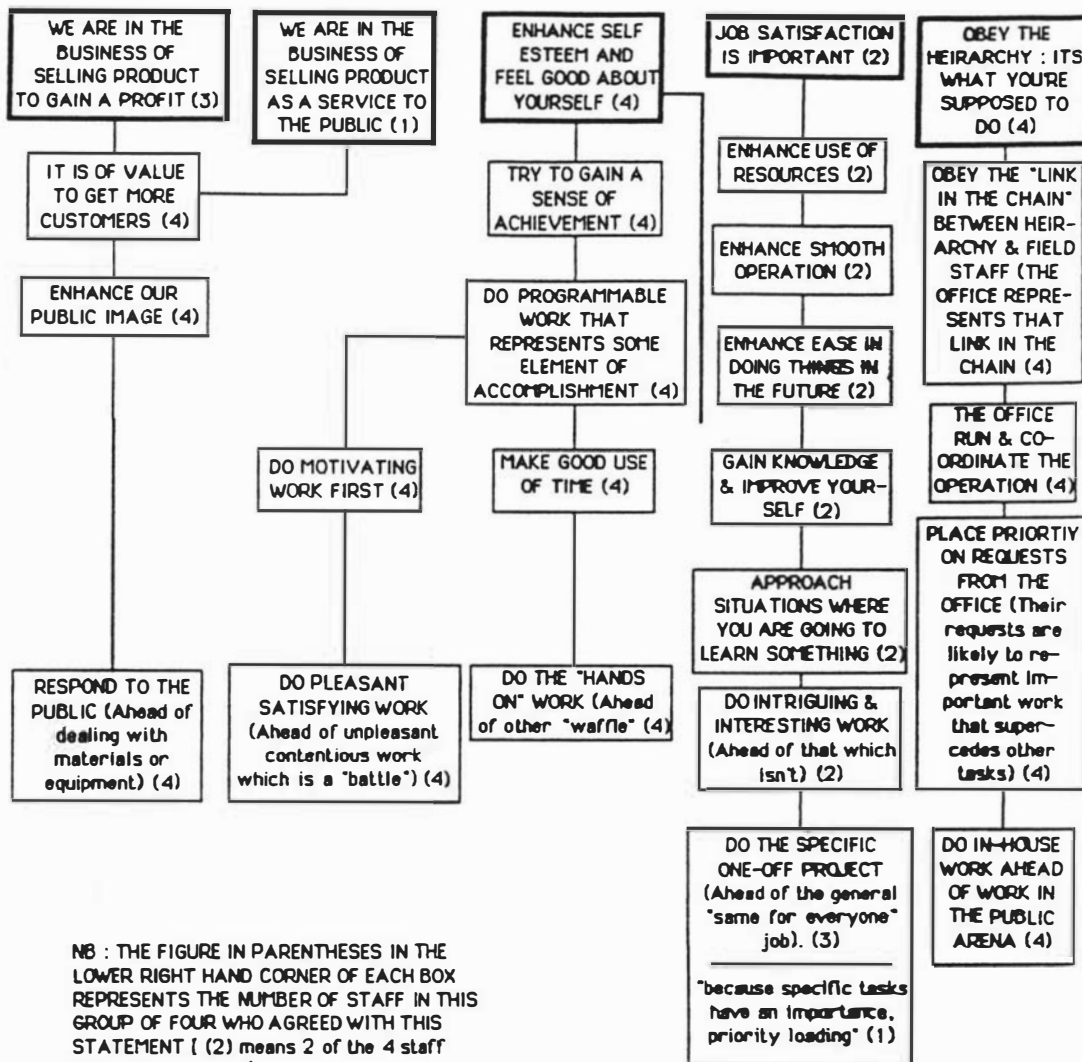 WE ARE IN THE
BUSINESS OF
SELLING PRODUCT
TO GAIN A PROFIT (3)
WE ARE IN THE
BUSINESS OF
SELLING PRODUCT
AS A SERVICE TO
THE PUBLIC (1)
IT IS OF VALUE
TO GET MORE
CUSTOMERS (4)
ENHANCE OUR
PUBLIC IMAGE (4)
RESPOND TO THE
PUBLIC (Ahead of
dealing with
materials or
equipment) (4)
ENHANCE SELF
ESTEEM AND
FEEL GOOD ABOUT
YOURSELF (4)
TRY TO GAIN A
SENSE OF
ACHIEVEMENT (4)
DO PROGRAMMABLE
WORK THAT
REPRESENTS SOME
ELEMENT OF
ACCOMPLISHMENT (4)
DO MOTIVATING
WORK FIRST (4)
DO PLEASANT
SATISFYING WORK
(Ahead of unpleasant
contentious work
which is a "battle") (4)
MAKE GOOD USE
OF TIME (4)
DO THE "HANDS
ON" WORK (Ahead
of other "waffle" (4)
JOB SATISFACTION
IS IMPORTANT (2)
ENHANCE USE OF
RESOURCES (2)
ENHANCE SMOOTH
OPERATION (2)
ENHANCE EASE IN
DOING THINGS IN
THE FUTURE (2)
GAIN KNOWLEDGE
& IMPROVE YOUR-
SELF (2)
APPROACH
SITUATIONS WHERE
YOU ARE GOING TO
LEARN SOMETHING (2)
DO INTRIGUING &
INTERESTING WORK
(Ahead of that which
isn't) (2)
DO THE SPECIFIC
ONE-OFF PROJECT
(Ahead of the general
"same for everyone"
job). (3)
"because specific tasks
have an importance,
priority loading" (1)
OBEY THE
HEIRARCHY : ITS
WHAT YOU'RE
SUPPOSED TO
DO (4)
OBEY THE "LINK
IN THE CHAIN"
BETWEEN HEIR-
ARCHY & FIELD
STAFF (THE
OFFICE REPRE-
SENTS THAT
LINK IN THE
CHAIN (4)
THE OFFICE
RUN & CO-
ORDINATE THE
OPERATION (4)
PLACE PRIORTIY
ON REQUESTS
FROM THE
OFFICE (Their
requests are
likely to re-
present im-
portant work
that super-
cedes other
tasks) (4)
DO IN-HOUSE
WORK AHEAD
OF WORK IN
THE PUBLIC
ARENA (4)
NB : THE FIGURE IN PARENTHESES IN THE
LOWER RIGHT HAND CORNER OF EACH BOX
REPRESENTS THE NUMBER OF STAFF IN THIS
GROUP OF FOUR WHO AGREED WITH THIS
STATEMENT [ (2) means 2 of the 4 staff